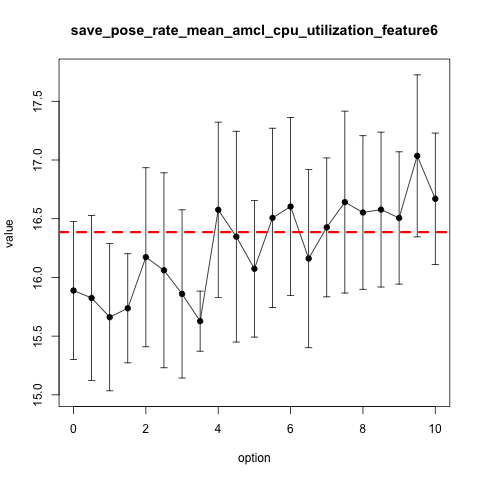 save_pose_rate_mean_amcl_cpu_utilization_feature6
value
17.5
17.0
16.5
16.0
15.5
15.0
0 2 4 6 8 10
option